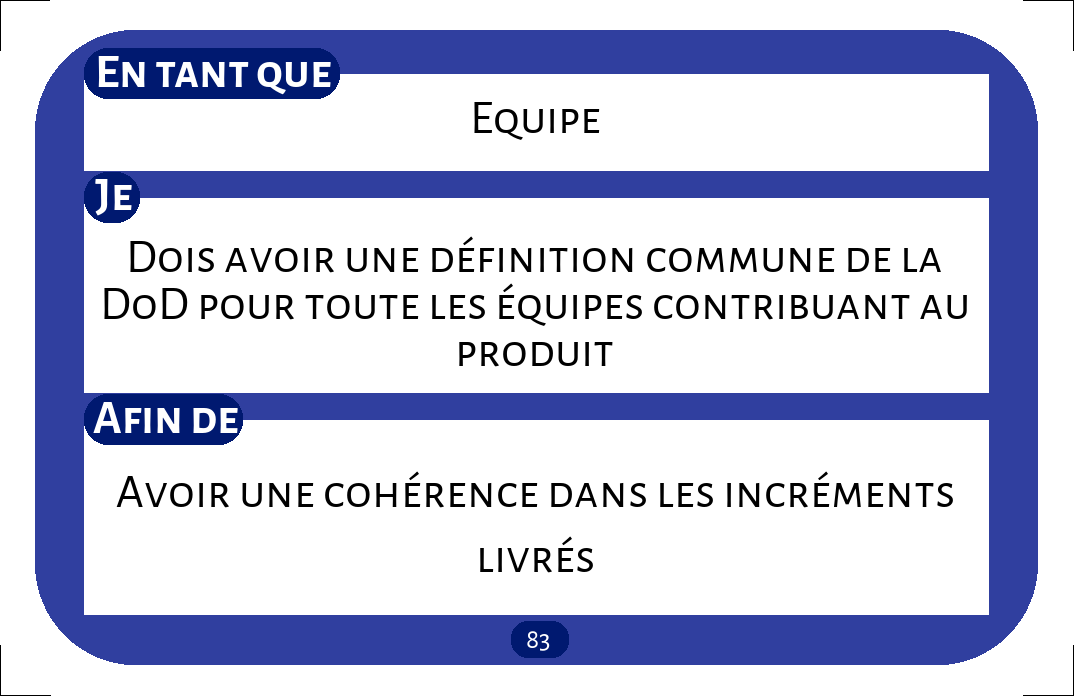 En tant que
Equipe
Je
Dois avoir une définition commune de la
DoD pour toute les équipes contribuant au
produit
Afin de
Avoir une cohérence dans les incréments
livrés
83